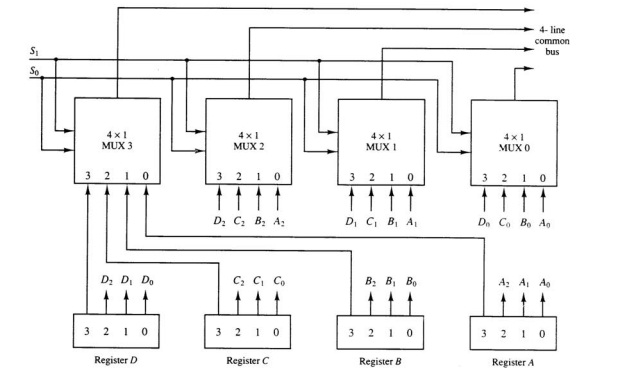 4- line
common
bus
S₁
S₀
4 × 1
MUX 3
4 × 1
MUX 2
4 × 1
MUX 1
4 × 1
MUX 0
3 2 1 0
3 2 1 0
3 2 1 0
3 2 1 0
D₂ C₂ B₂ A₂
D₁ C₁ B₁ A₁
D₀ C₀ B₀ A₀
D₂ D₁ D₀
C₂ C₁ C₀
B₂ B₁ B₀
A₂ A₁ A₀
3 2 1 0
3 2 1 0
3 2 1 0
3 2 1 0
Register D
Register C
Register B
Register A